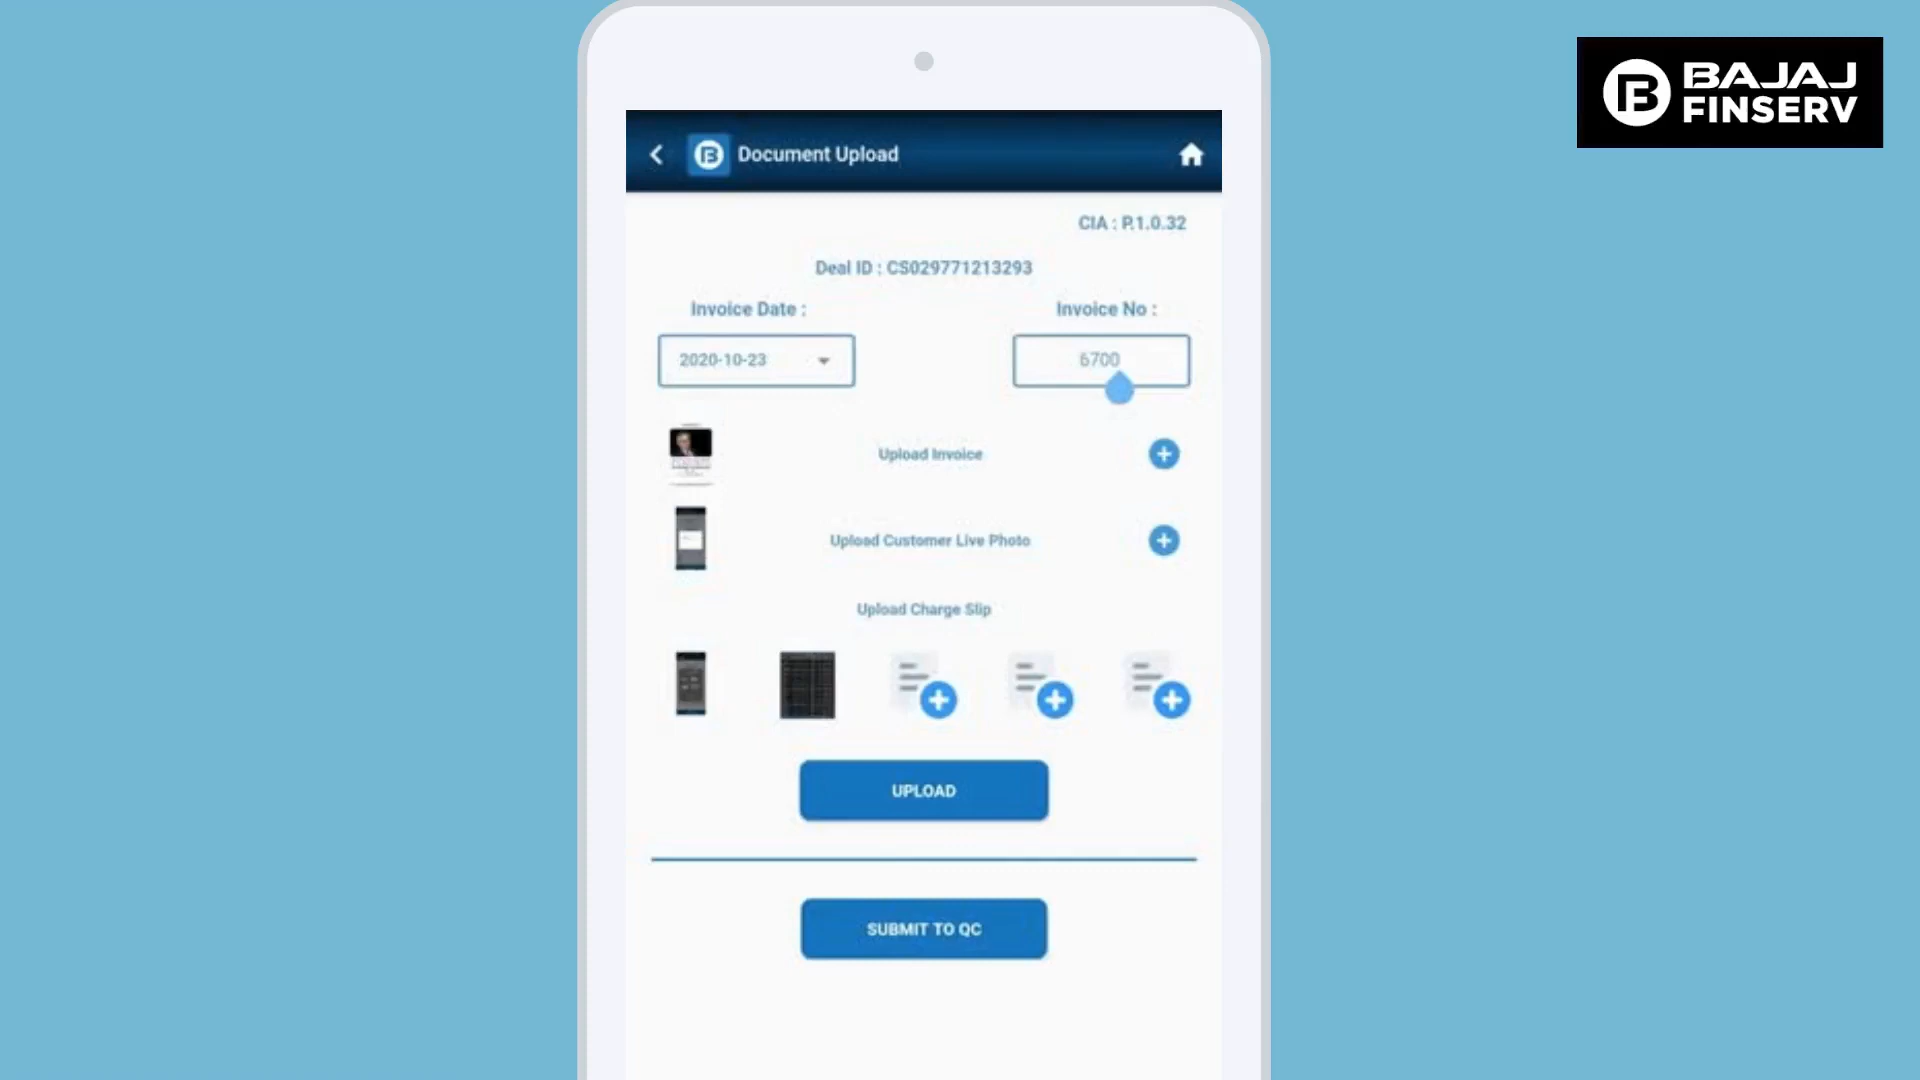 BAJAJ
FINSERV
Document Upload
CIA : P.1.0.32
Deal ID : CS029771213293
Invoice Date :
Invoice No :
2020-10-23
6700
Upload Invoice
Upload Customer Live Photo
Upload Charge Slip
UPLOAD
SUBMIT TO QC